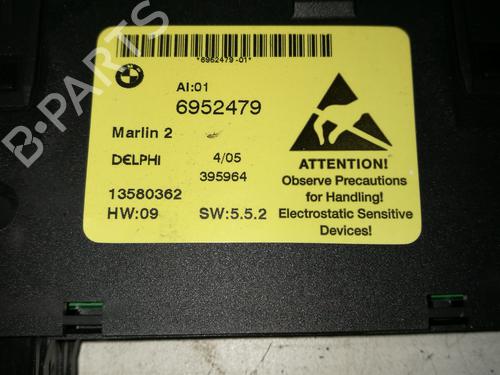 *6952479-01*
AI:01
6952479
Marlin 2
DELPHI
4/05
395964
13580362
HW:09
SW:5.5.2
ATTENTION!
Observe Precautions
for Handling!
Electrostatic Sensitive
Devices!
B-PARTS